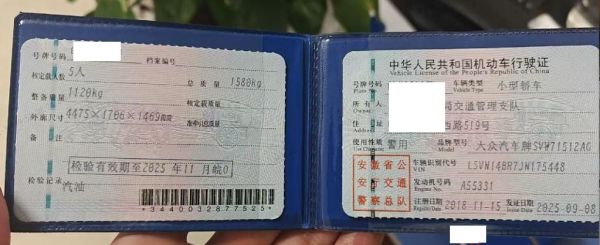 号牌号码
档案编号
核定载人数 5人
总质量 1580kg
整备质量 1120kg
核定载质量
外廓尺寸 4475×1706×1469mm
准牵引总质量
备注
检验有效期至2025年11月皖O
检验记录 汽油
*3440032877525*
中华人民共和国机动车行驶证
Vehicle License of the People's Republic of China
号牌号码
车辆类型 小型轿车
Vehicle Type
所有人 交通管理支队
住址 西路519号
Address
使用性质 警用
Use Character
品牌型号 大众汽车牌SVW71512AG
Model
安徽省公
安厅交通
警察总队
车辆识别代号 LSVN14BR7JN175448
VIN
发动机号码 A55331
Engine No.
注册日期 2018-11-15
Register Date
发证日期 2025-09-08
Issue Date